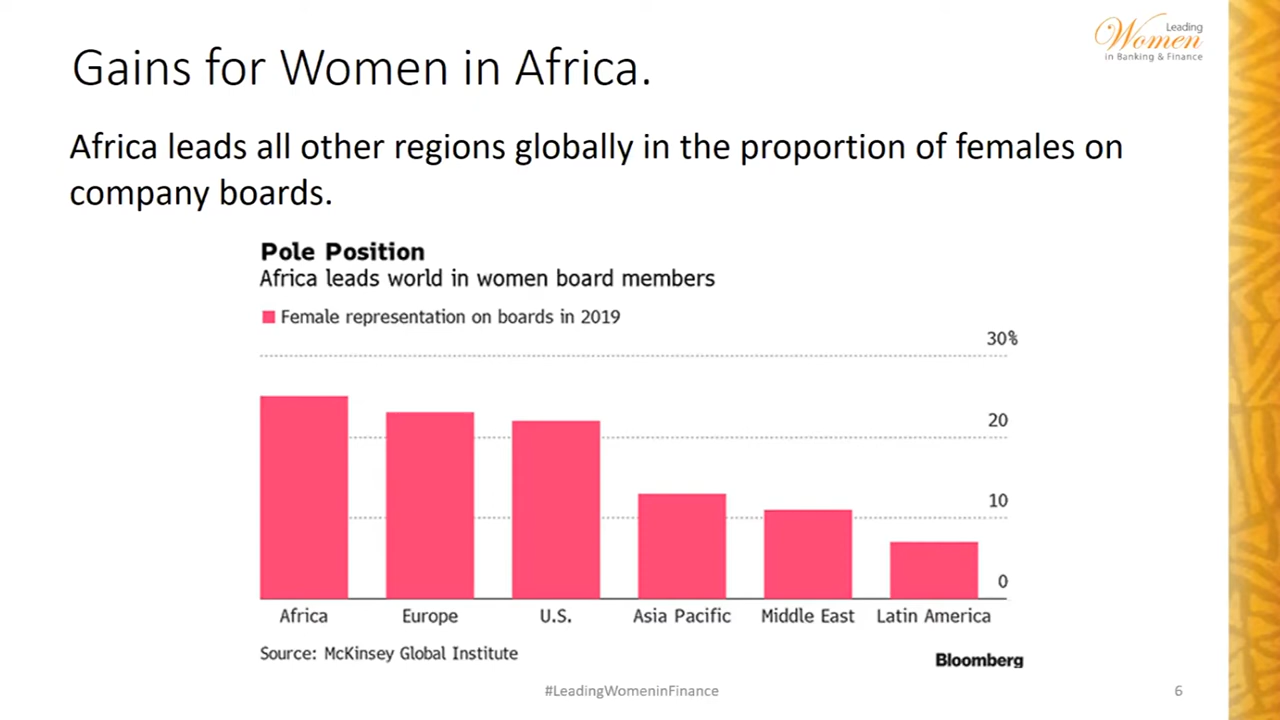 Leading
Women
in Banking & Finance
Gains for Women in Africa.
Africa leads all other regions globally in the proportion of females on
company boards.
Pole Position
Africa leads world in women board members
Female representation on boards in 2019
30%
20
10
0
Africa Europe U.S. Asia Pacific Middle East Latin America
Source: McKinsey Global Institute
Bloomberg
#LeadingWomeninFinance
6